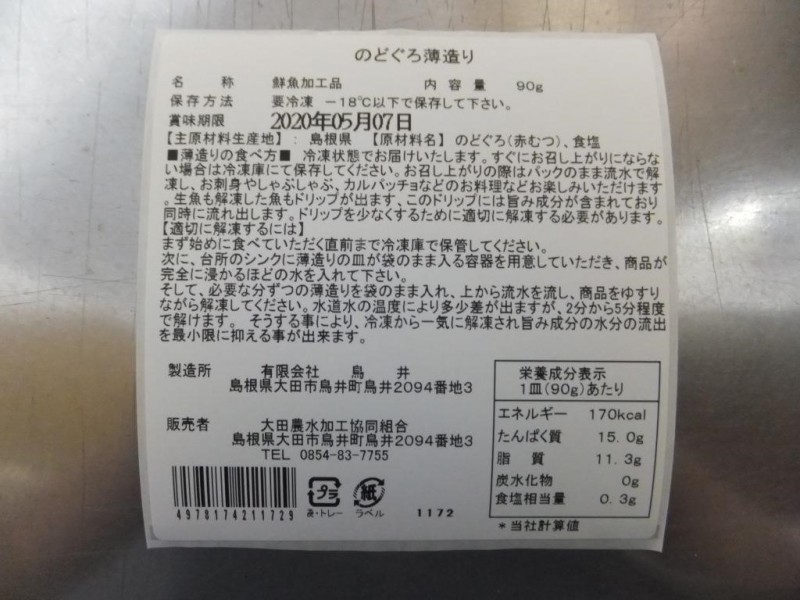 のどぐろ薄造り
名　称　鮮魚加工品　内容量　90g
保存方法　要冷凍　－18℃以下で保存して下さい。
賞味期限　2020年05月07日
【主原材料生産地】：島根県　【原材料名】のどぐろ（赤むつ）、食塩
■薄造りの食べ方■　冷凍状態でお届けいたします。すぐにお召し上がりにならな
い場合は冷凍庫にて保存してください。お召し上がりの際はパックのまま流水で解
凍し、お刺身やしゃぶしゃぶ、カルパッチョなどのお料理などお楽しみいただけま
す。生魚も解凍した魚もドリップが出ます、このドリップには旨み成分が含まれており
同時に流れ出します。ドリップを少なくするために適切に解凍する必要があります。
【適切に解凍するには】
まず始めに食べていただく直前まで冷凍庫で保管してください。
次に、台所のシンクに薄造りの皿が袋のまま入る容器を用意していただき、商品が
完全に浸かるほどの水を入れて下さい。
そして、必要な分ずつの薄造りを袋のまま入れ、上から流水を流し、商品をゆすり
ながら解凍してください。水道水の温度により多少差が出ますが、2分から5分程度
で解けます。　そうする事により、冷凍から一気に解凍され旨み成分の水分の流出
を最小限に抑える事が出来ます。
製造所　有限会社　鳥　井
島根県大田市鳥井町鳥井2094番地3
販売者　大田農水加工協同組合
島根県大田市鳥井町鳥井2094番地3
TEL 0854-83-7755
栄養成分表示
1皿（90g）あたり
エネルギー　170kcal
たんぱく質　15.0g
脂　質　11.3g
炭水化物　0g
食塩相当量　0.3g
＊当社計算値
4978174211729
プラ
袋・トレー
紙
ラベル
1172